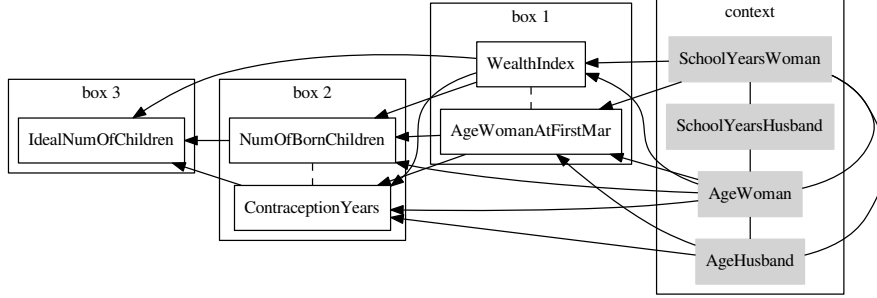 box 3
IdealNumOfChildren
box 2
NumOfBornChildren
ContraceptionYears
box 1
WealthIndex
AgeWomanAtFirstMar
context
SchoolYearsWoman
SchoolYearsHusband
AgeWoman
AgeHusband